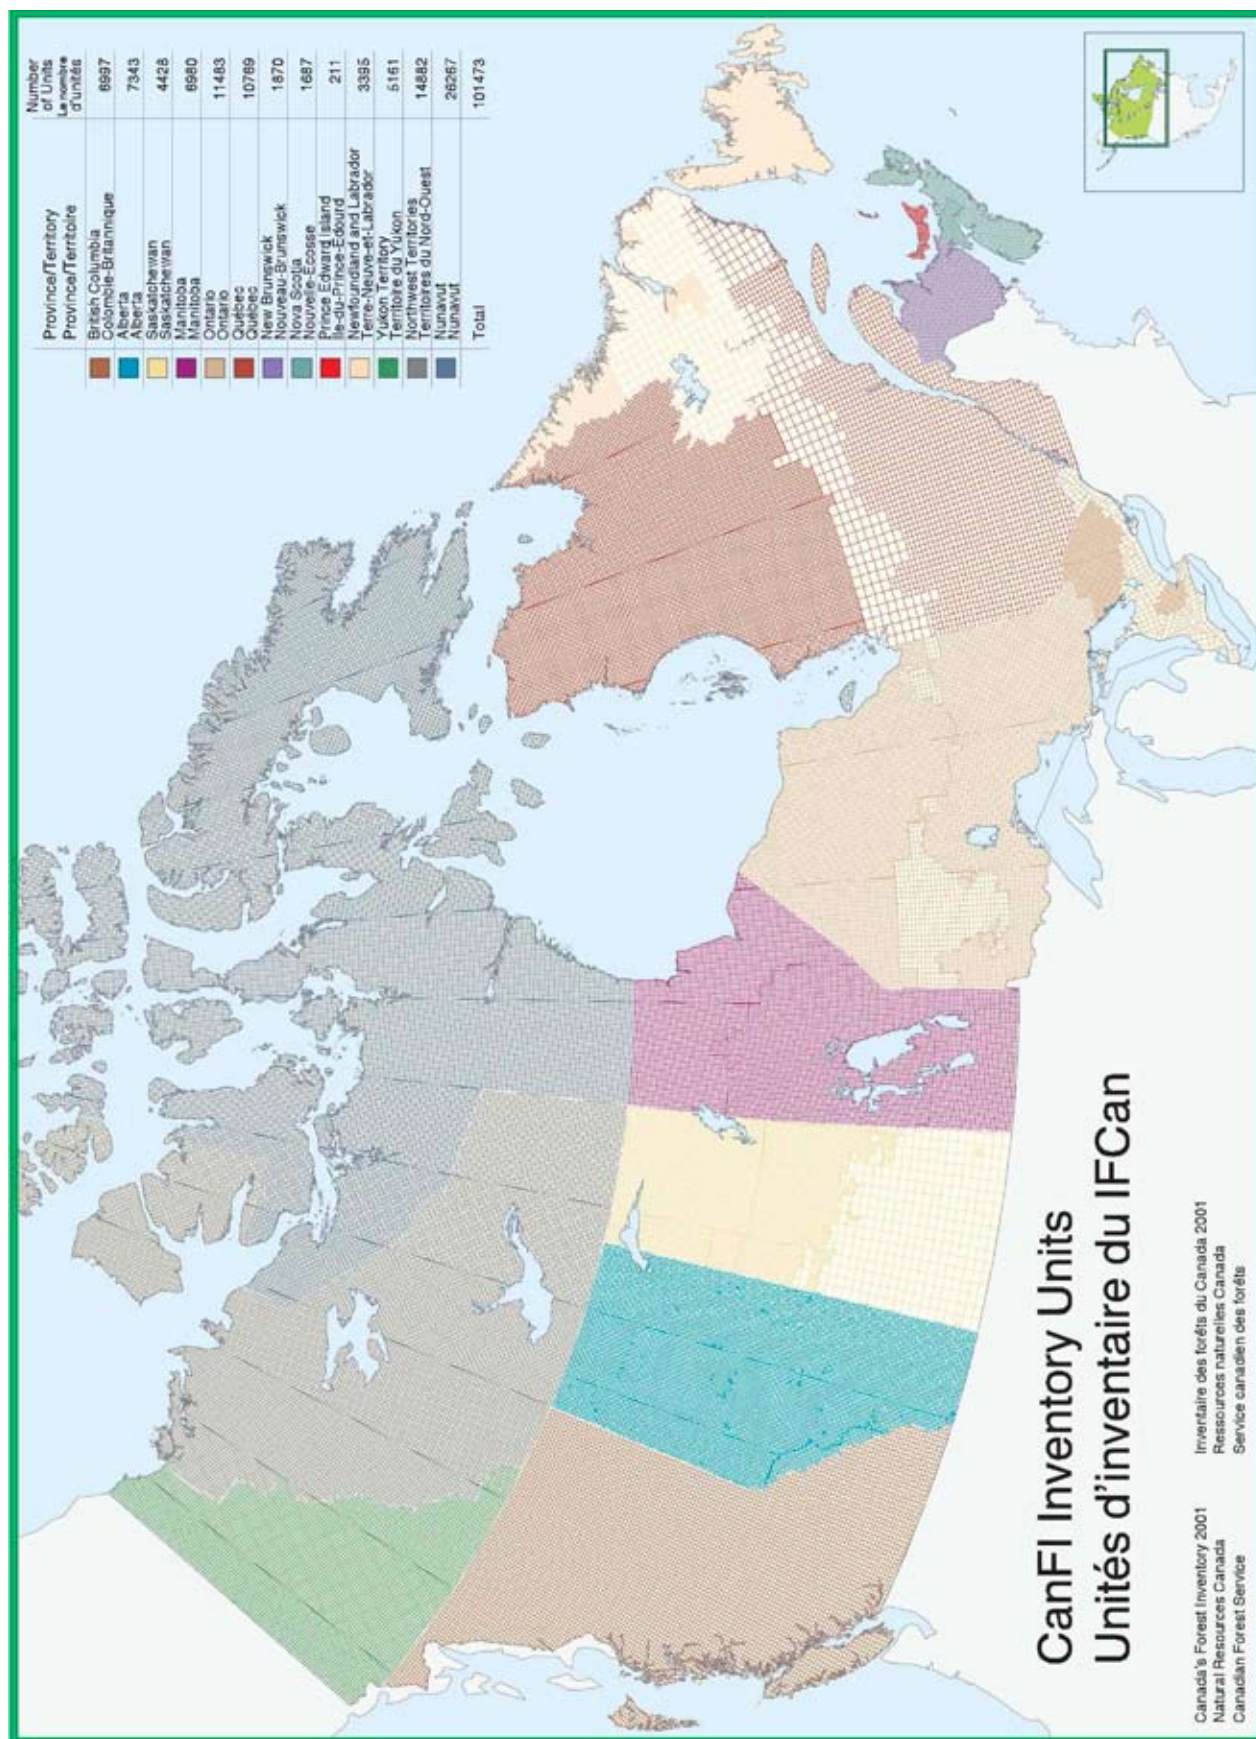 Province/Territory
Province/Territoire
Number
of Units
Le nombre
d'unités
British Columbia
Colombie-Britannique
6997
Alberta
Alberta
7343
Saskatchewan
Saskatchewan
4428
Manitoba
Manitoba
6980
Ontario
Ontario
11483
Québec
Québec
10769
New Brunswick
Nouveau-Brunswick
1870
Nova Scotia
Nouvelle-Écosse
1687
Prince Edward Island
Île-du-Prince-Édourd
211
Newfoundland and Labrador
Terre-Neuve-et-Labrador
3395
Yukon Territory
Territoire du Yukon
5161
Northwest Territories
Territoires du Nord-Ouest
14882
Nunavut
Nunavut
26267
Total
101473
CanFI Inventory Units
Unités d'inventaire du IFCan
Canada's Forest Inventory 2001
Natural Resources Canada
Canadian Forest Service
Inventaire des forêts du Canada 2001
Ressources naturelles Canada
Service canadien des forêts